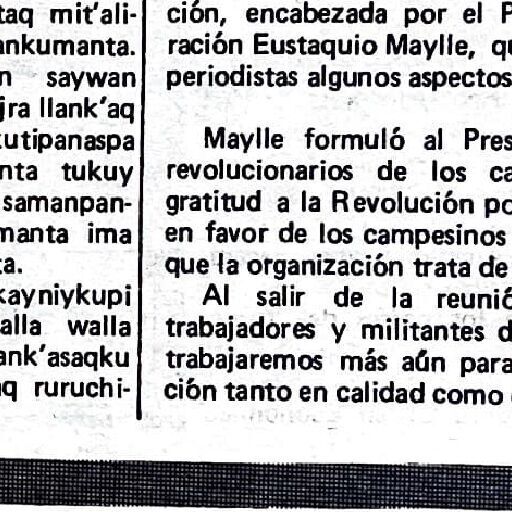 taq mit'ali-
ankumanta.
n saywan
jra llank'aq
kutipanaspa
nta tukuy
samanpan-
manta ima
ta.
kayniykupi
alla walla
ank'asaqku
aq ruruchi-
ción, encabezada por el P
ración Eustaquio Maylle, qu
periodistas algunos aspectos
Maylle formuló al Pres
revolucionarios de los ca
gratitud a la Revolución po
en favor de los campesinos
que la organización trata de
Al salir de la reunió
trabajadores y militantes d
trabajaremos más aún para
ción tanto en calidad como